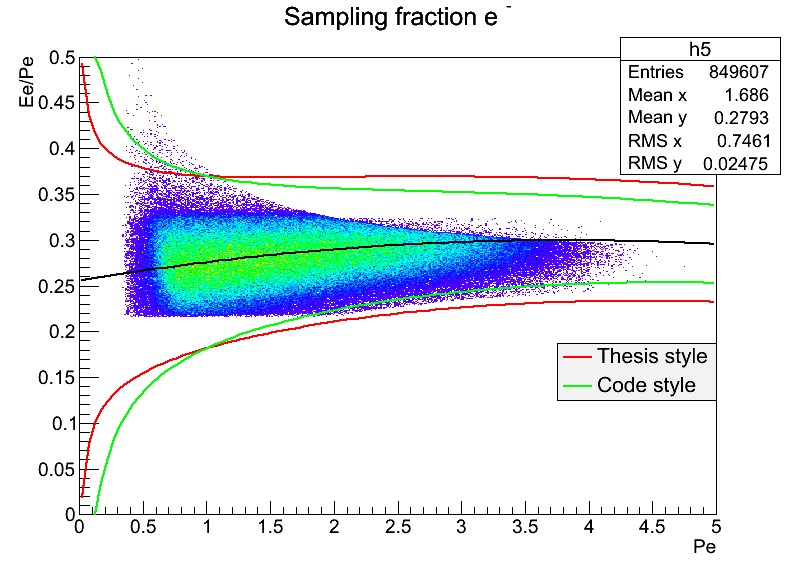 Sampling fraction e -
h5
Entries 849607
Mean x 1.686
Mean y 0.2793
RMS x 0.7461
RMS y 0.02475
Ee/Pe
0.5
0.45
0.4
0.35
0.3
0.25
0.2
0.15
0.1
0.05
0
Thesis style
Code style
0 0.5 1 1.5 2 2.5 3 3.5 4 4.5 5
Pe